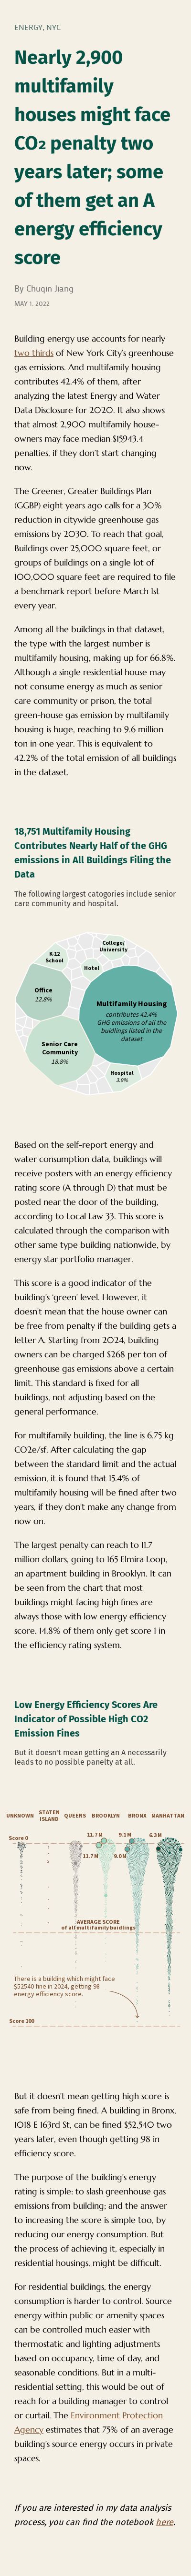 ENERGY, NYC
Nearly 2,900
multifamily
houses might face
CO2 penalty two
years later; some
of them get an A
energy efficiency
score
By Chuqin Jiang
MAY 1, 2022
Building energy use accounts for nearly
two thirds of New York City's greenhouse
gas emissions. And multifamily housing
contributes 42.4% of them, after
analyzing the latest Energy and Water
Data Disclosure for 2020. It also shows
that almost 2,900 multifamily house-
owners may face median $15943.4
penalties, if they don't start changing
now.
The Greener, Greater Buildings Plan
(GGBP) eight years ago calls for a 30%
reduction in citywide greenhouse gas
emissions by 2030. To reach that goal,
Buildings over 25,000 square feet, or
groups of buildings on a single lot of
100,000 square feet are required to file
a benchmark report before March 1st
every year.
Among all the buildings in that dataset,
the type with the largest number is
multifamily housing, making up for 66.8%.
Although a single residential house may
not consume energy as much as senior
care community or prison, the total
green-house gas emission by multifamily
housing is huge, reaching to 9.6 million
ton in one year. This is equivalent to
42.2% of the total emission of all buildings
in the dataset.
18,751 Multifamily Housing
Contributes Nearly Half of the GHG
emissions in All Buildings Filing the
Data
The following largest catogories include senior
care community and hospital.
College/
University
K-12
School
Hotel
Office
12.8%
Multifamily Housing
contributes 42.4%
GHG emissions of all the
buidlings listed in the
dataset
Senior Care
Community
18.8%
Hospital
3.9%
Based on the self-report energy and
water consumption data, buildings will
receive posters with an energy efficiency
rating score (A through D) that must be
posted near the door of the building,
according to Local Law 33. This score is
calculated through the comparison with
other same type building nationwide, by
energy star portfolio manager.
This score is a good indicator of the
building's 'green' level. However, it
doesn't mean that the house owner can
be free from penalty if the building gets a
letter A. Starting from 2024, building
owners can be charged $268 per ton of
greenhouse gas emissions above a certain
limit. This standard is fixed for all
buildings, not adjusting based on the
general performance.
For multifamily building, the line is 6.75 kg
CO2e/sf. After calculating the gap
between the standard limit and the actual
emission, it is found that 15.4% of
multifamily housing will be fined after two
years, if they don't make any change from
now on.
The largest penalty can reach to 11.7
million dollars, going to 165 Elmira Loop,
an apartment building in Brooklyn. It can
be seen from the chart that most
buildings might facing high fines are
always those with low energy efficiency
score. 14.8% of them only get score 1 in
the efficiency rating system.
Low Energy Efficiency Scores Are
Indicator of Possible High CO2
Emission Fines
But it doesn't mean getting an A necessarily
leads to no possible penalty at all.
UNKNOWN STATEN ISLAND QUEENS BROOKLYN BRONX MANHATTAN
11.7 M 9.1 M 6.3 M
Score 0
11.7 M 9.0 M
AVERAGE SCORE
of all multifamily buidlings
There is a building which might face
$52540 fine in 2024, getting 98
energy efficiency score.
Score 100
But it doesn't mean getting high score is
safe from being fined. A building in Bronx,
1018 E 163rd St, can be fined $52,540 two
years later, even though getting 98 in
efficiency score.
The purpose of the building's energy
rating is simple: to slash greenhouse gas
emissions from building; and the answer
to increasing the score is simple too, by
reducing our energy consumption. But
the process of achieving it, especially in
residential housings, might be difficult.
For residential buildings, the energy
consumption is harder to control. Source
energy within public or amenity spaces
can be controlled much easier with
thermostatic and lighting adjustments
based on occupancy, time of day, and
seasonable conditions. But in a multi-
residential setting, this would be out of
reach for a building manager to control
or curtail. The Environment Protection
Agency estimates that 75% of an average
building's source energy occurs in private
spaces.
If you are interested in my data analysis
process, you can find the notebook here.